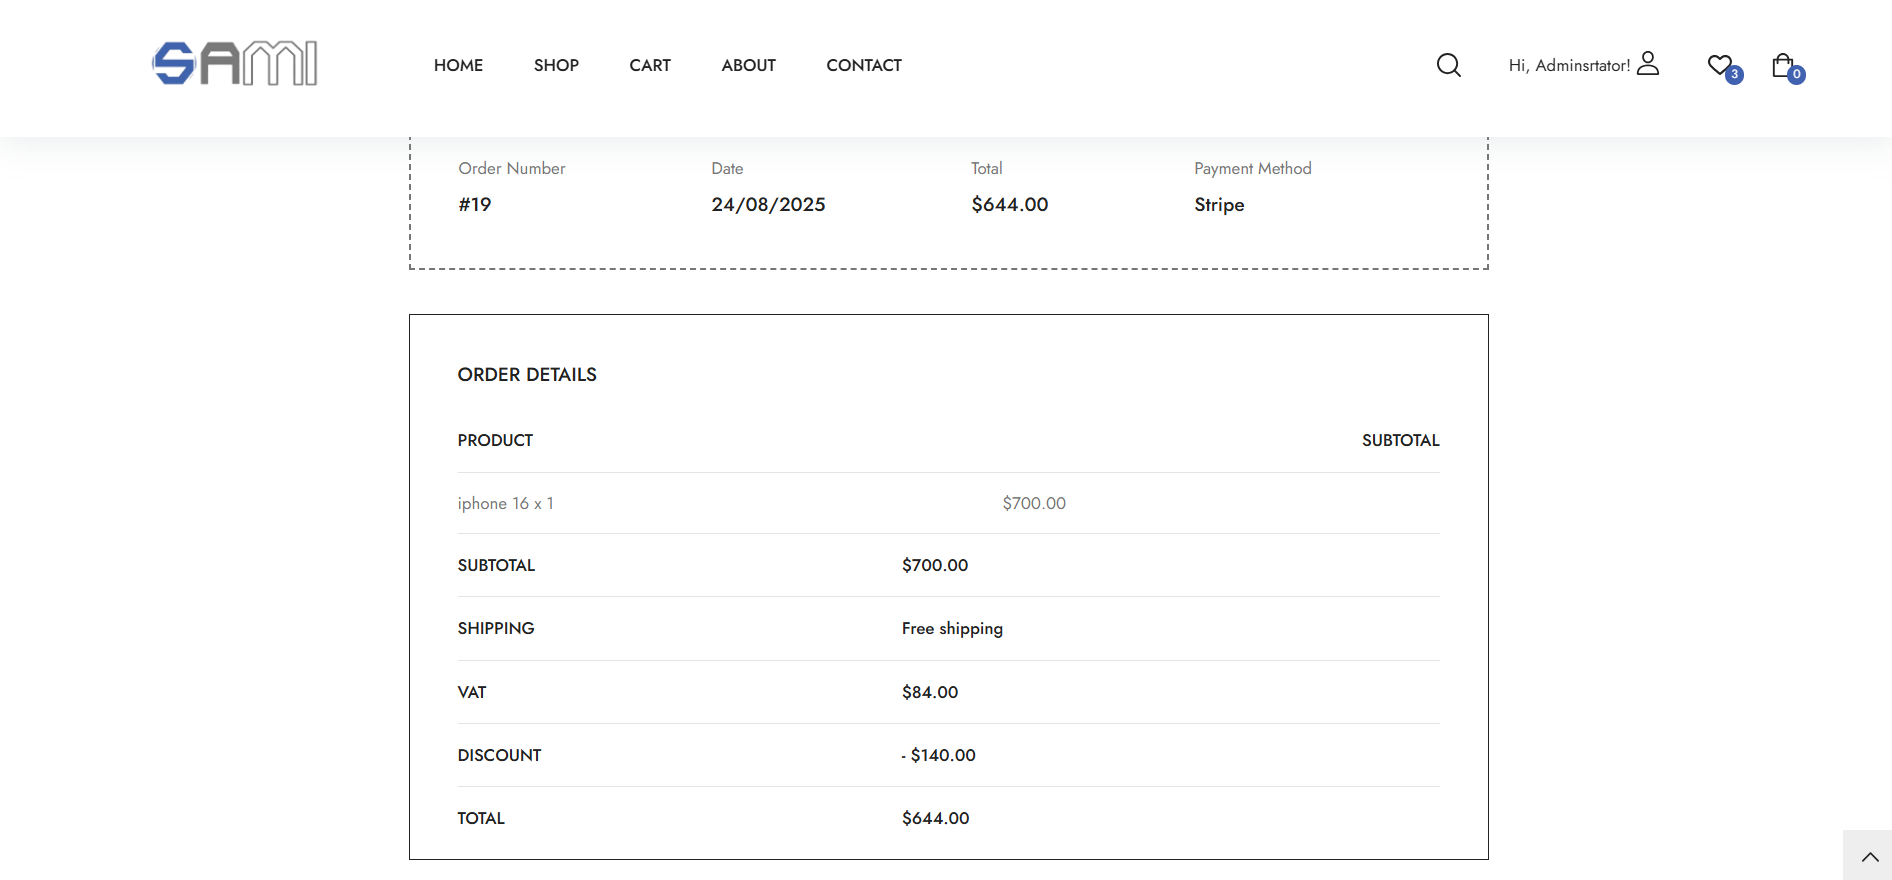 SAMI HOME SHOP CART ABOUT CONTACT Hi, Adminsrtator! 3 0
Order Number Date Total Payment Method
#19 24/08/2025 $644.00 Stripe
ORDER DETAILS
PRODUCT SUBTOTAL
iphone 16 x 1 $700.00
SUBTOTAL $700.00
SHIPPING Free shipping
VAT $84.00
DISCOUNT - $140.00
TOTAL $644.00